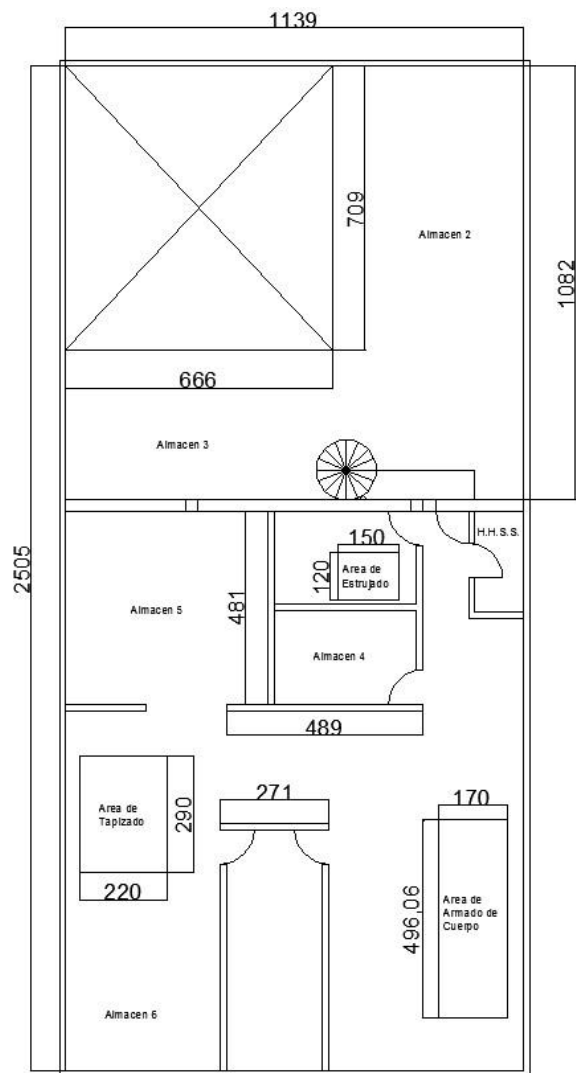 1139
709
Almacen 2
1082
666
Almacen 3
2505
H.H.S.S.
150
120
Area de
Estrujado
481
Almacen 5
Almacen 4
489
271
170
Area de
Tapizado
290
220
496,06
Area de
Armado de
Cuerpo
Almacen 6